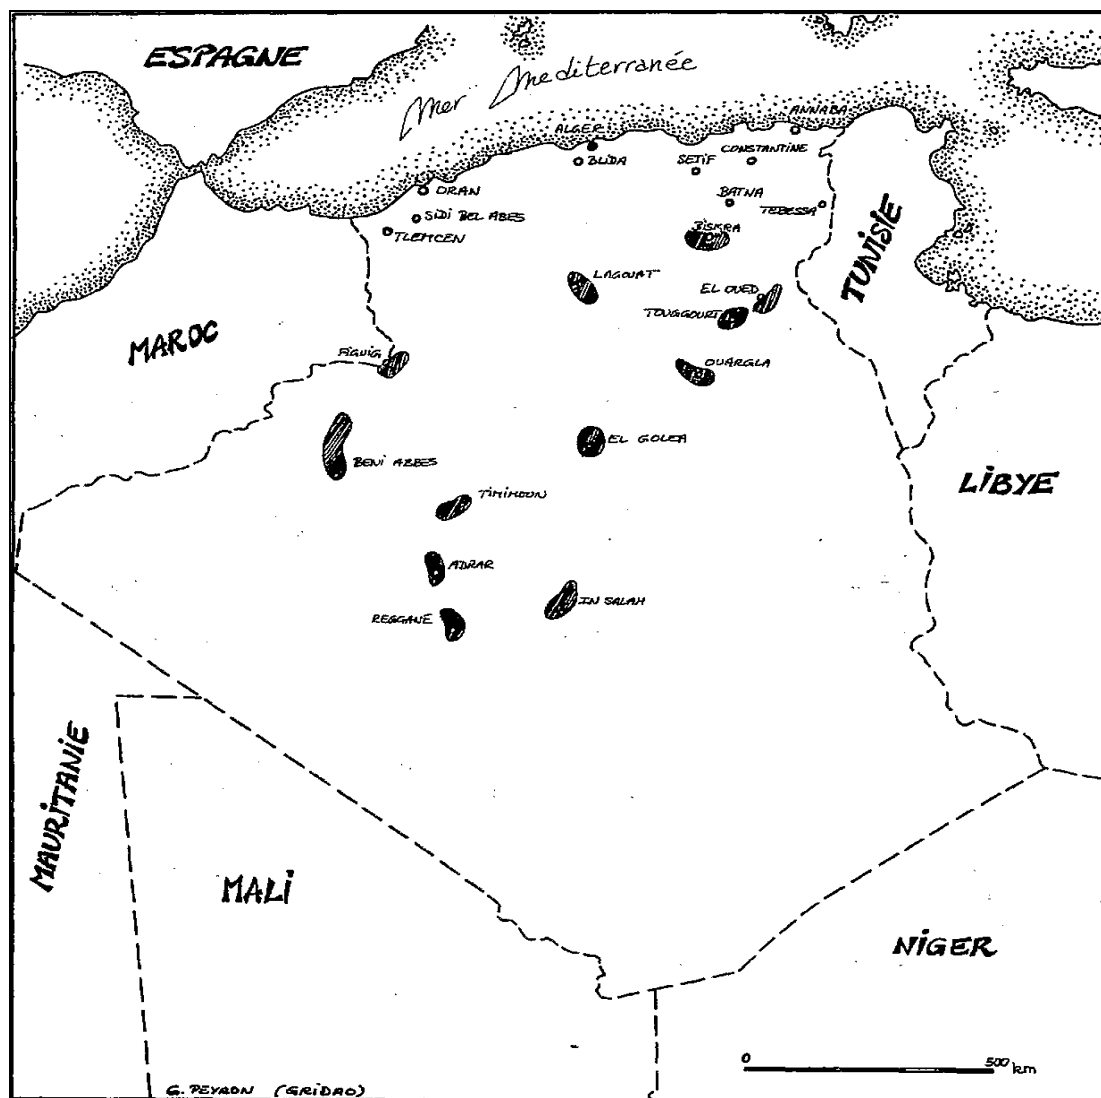 ESPAGNE
Mer Mediterranée
ANNABA
ALGER
BLIDA
SETIF
CONSTANTINE
ORAN
BATNA
TEBESSA
SIDI BEL ABES
TLEMCEN
BISKRA
TUNISIE
LAGOUAT
EL OUED
TOUGGOURT
MAROC
FIGUIG
OUARGLA
EL GOLEA
BENI ABBES
LIBYE
TIMIMOUN
ADRAR
IN SALAH
REGGANE
MAURITANIE
MALI
NIGER
0 500 km
G. PEYRON (GRIDAO)